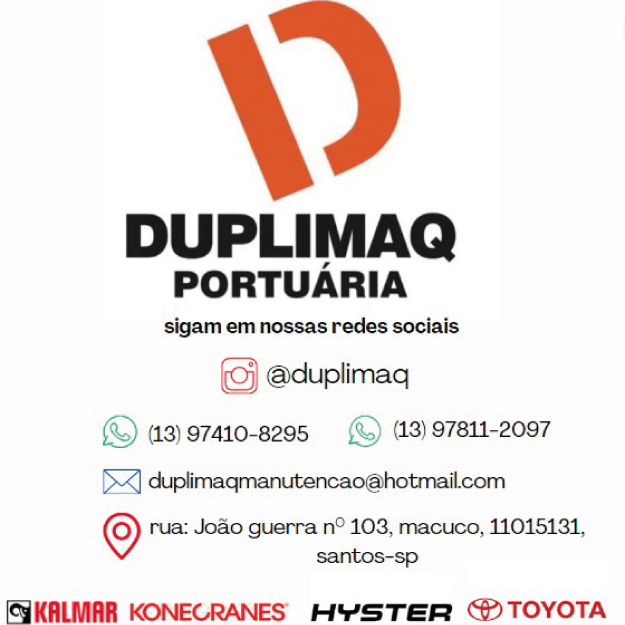 DUPLIMAQ
PORTUÁRIA
sigam em nossas redes sociais
@duplimaq
(13) 97410-8295
(13) 97811-2097
duplimaqmanutencao@hotmail.com
rua: João guerra nº 103, macuco, 11015131,
santos-sp
KALMAR KONECRANES® HYSTER TOYOTA